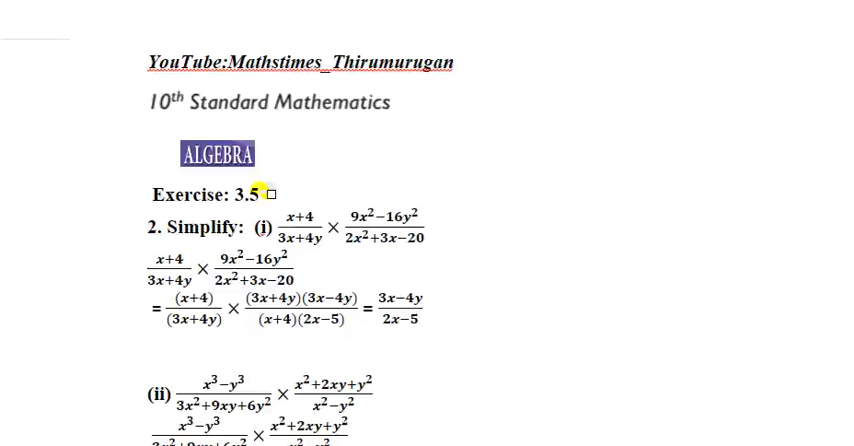 YouTube:Mathstimes_Thirumurugan
10th Standard Mathematics
ALGEBRA
Exercise: 3.5
2. Simplify: (i) x+4/3x+4y × 9x²−16y²/2x²+3x−20
x+4/3x+4y × 9x²−16y²/2x²+3x−20
= (x+4)/(3x+4y) × (3x+4y)(3x−4y)/(x+4)(2x−5) = 3x−4y/2x−5
(ii) x³−y³/3x²+9xy+6y² × x²+2xy+y²/x²−y²
x³−y³ × x²+2xy+y²